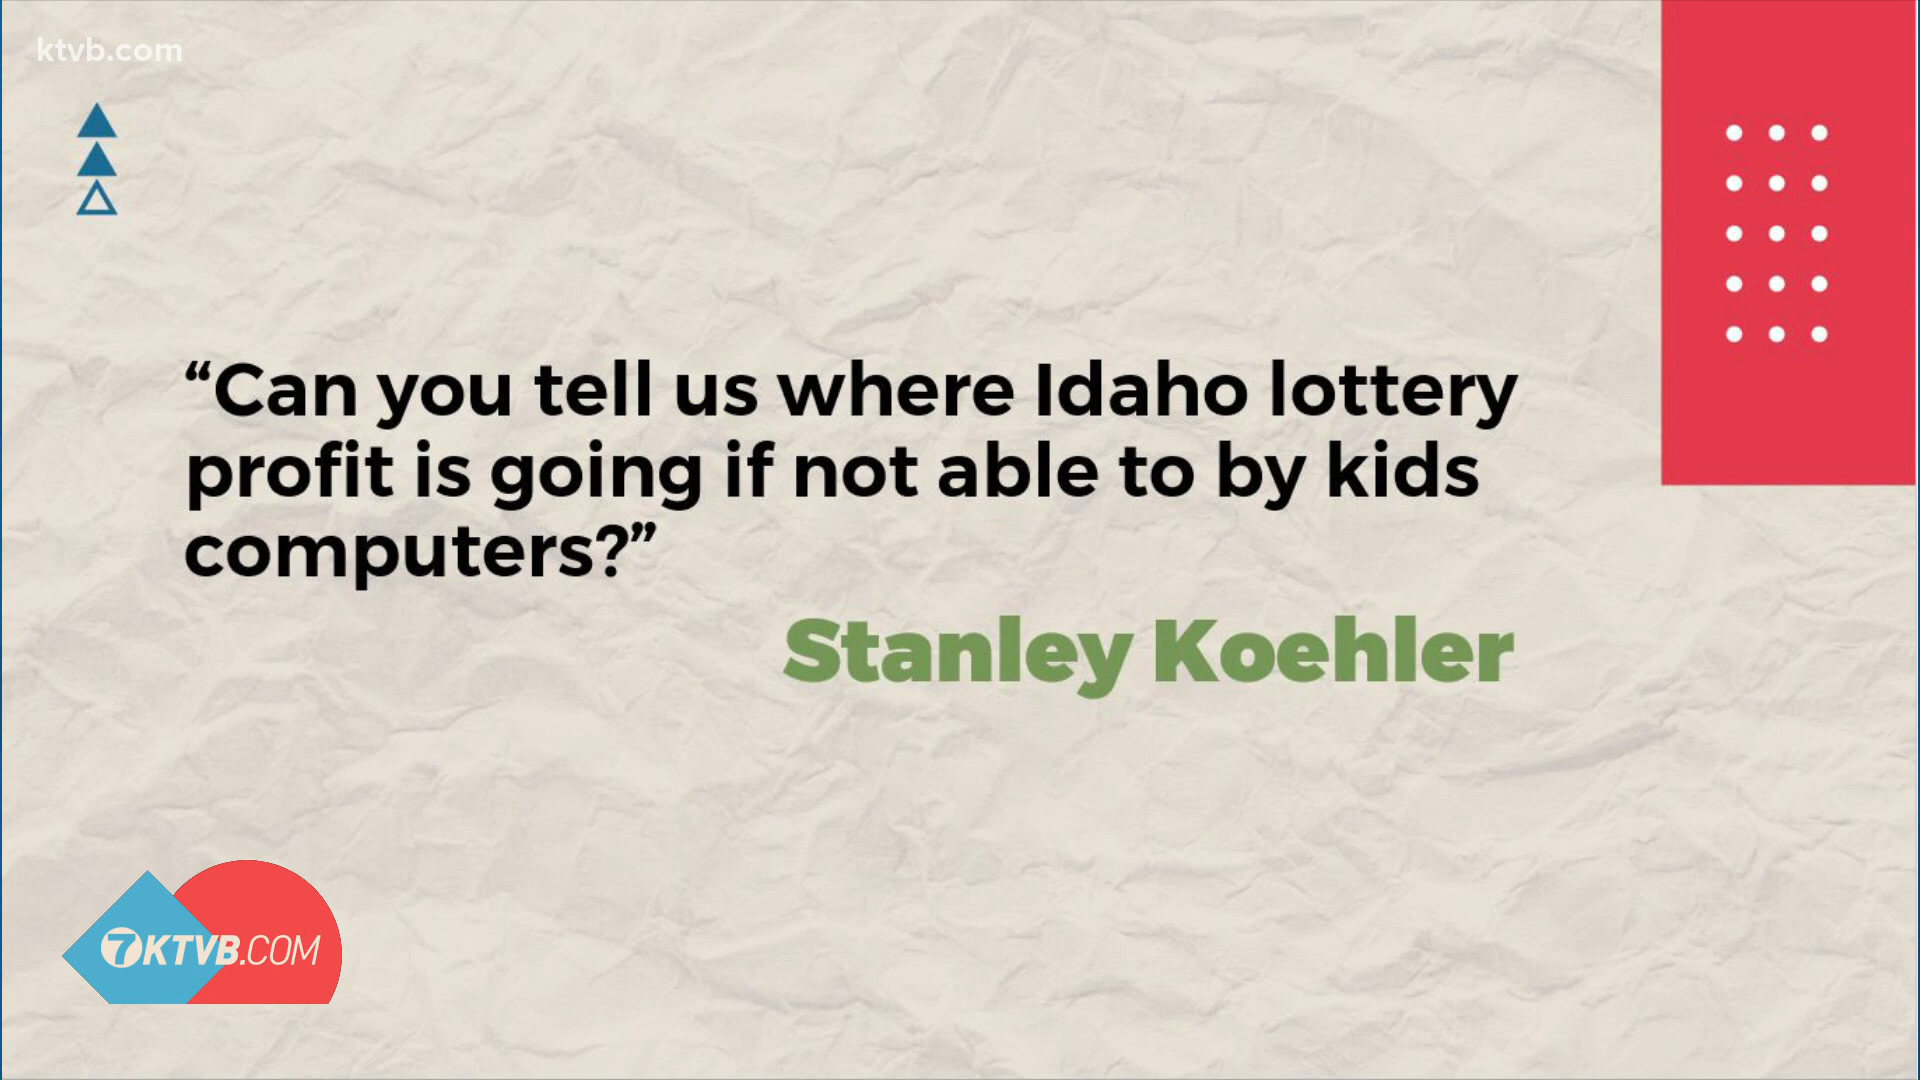 ktvb.com
“Can you tell us where Idaho lottery
profit is going if not able to by kids
computers?”
Stanley Koehler
7KTVB.COM